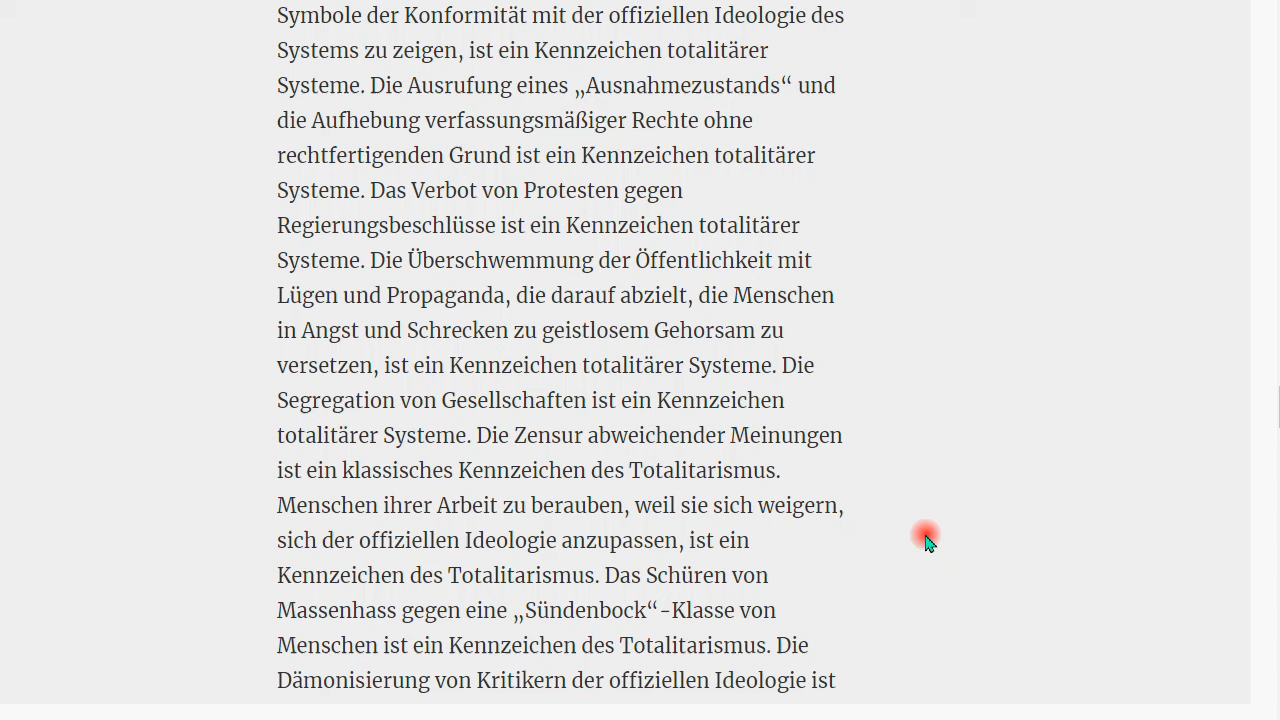 Symbole der Konformität mit der offiziellen Ideologie des
Systems zu zeigen, ist ein Kennzeichen totalitärer
Systeme. Die Ausrufung eines „Ausnahmezustands“ und
die Aufhebung verfassungsmäßiger Rechte ohne
rechtfertigenden Grund ist ein Kennzeichen totalitärer
Systeme. Das Verbot von Protesten gegen
Regierungsbeschlüsse ist ein Kennzeichen totalitärer
Systeme. Die Überschwemmung der Öffentlichkeit mit
Lügen und Propaganda, die darauf abzielt, die Menschen
in Angst und Schrecken zu geistlosem Gehorsam zu
versetzen, ist ein Kennzeichen totalitärer Systeme. Die
Segregation von Gesellschaften ist ein Kennzeichen
totalitärer Systeme. Die Zensur abweichender Meinungen
ist ein klassisches Kennzeichen des Totalitarismus.
Menschen ihrer Arbeit zu berauben, weil sie sich weigern,
sich der offiziellen Ideologie anzupassen, ist ein
Kennzeichen des Totalitarismus. Das Schüren von
Massenhass gegen eine „Sündenbock“-Klasse von
Menschen ist ein Kennzeichen des Totalitarismus. Die
Dämonisierung von Kritikern der offiziellen Ideologie ist